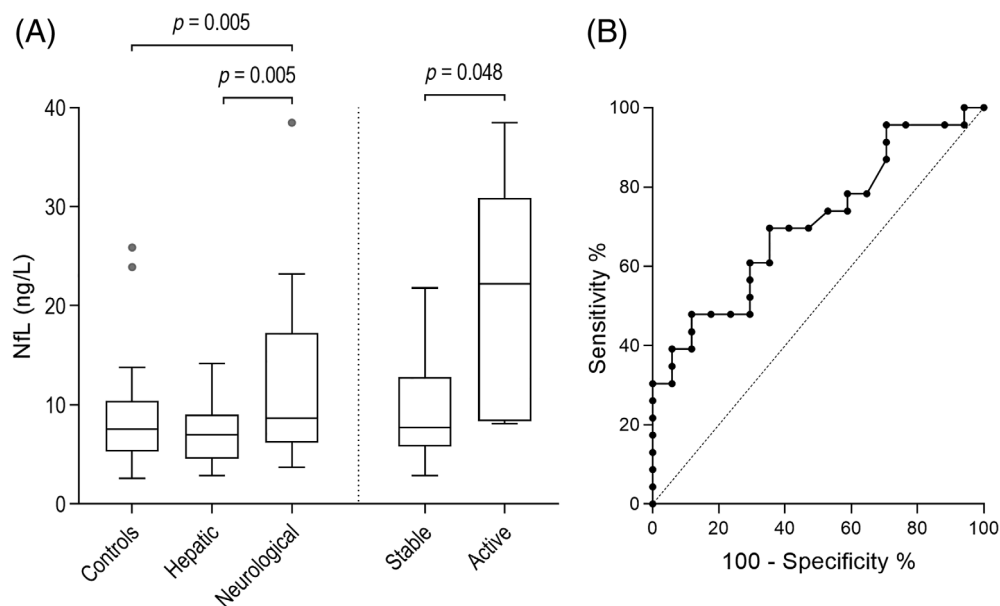 (A)
p = 0.005
p = 0.005
p = 0.048
NfL (ng/L)
40
30
20
10
0
Controls
Hepatic
Neurological
Stable
Active
(B)
Sensitivity %
100
80
60
40
20
0
0 20 40 60 80 100
100 - Specificity %